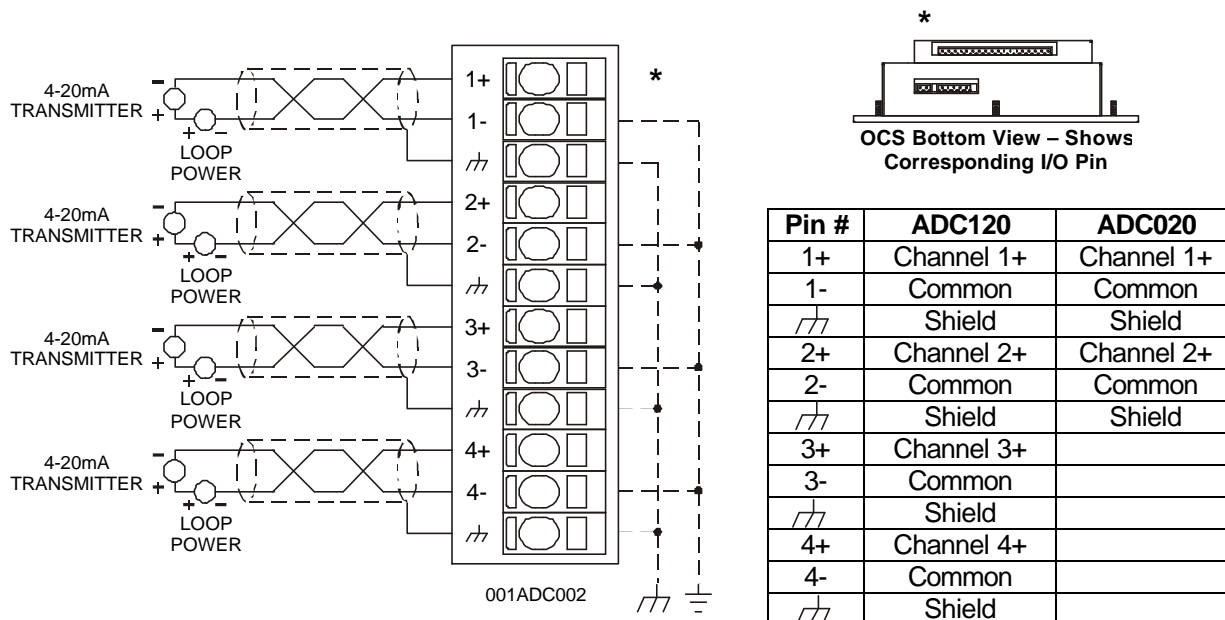 4-20mA
TRANSMITTER
- +
+ -
LOOP
POWER
4-20mA
TRANSMITTER
- +
+ -
LOOP
POWER
4-20mA
TRANSMITTER
- +
+ -
LOOP
POWER
4-20mA
TRANSMITTER
- +
+ -
LOOP
POWER
1+
1-
2+
2-
3+
3-
4+
4-
*
001ADC002
*
OCS Bottom View – Shows
Corresponding I/O Pin
Pin # ADC120 ADC020
1+ Channel 1+ Channel 1+
1- Common Common
Shield Shield
2+ Channel 2+ Channel 2+
2- Common Common
Shield Shield
3+ Channel 3+
3- Common
Shield
4+ Channel 4+
4- Common
Shield